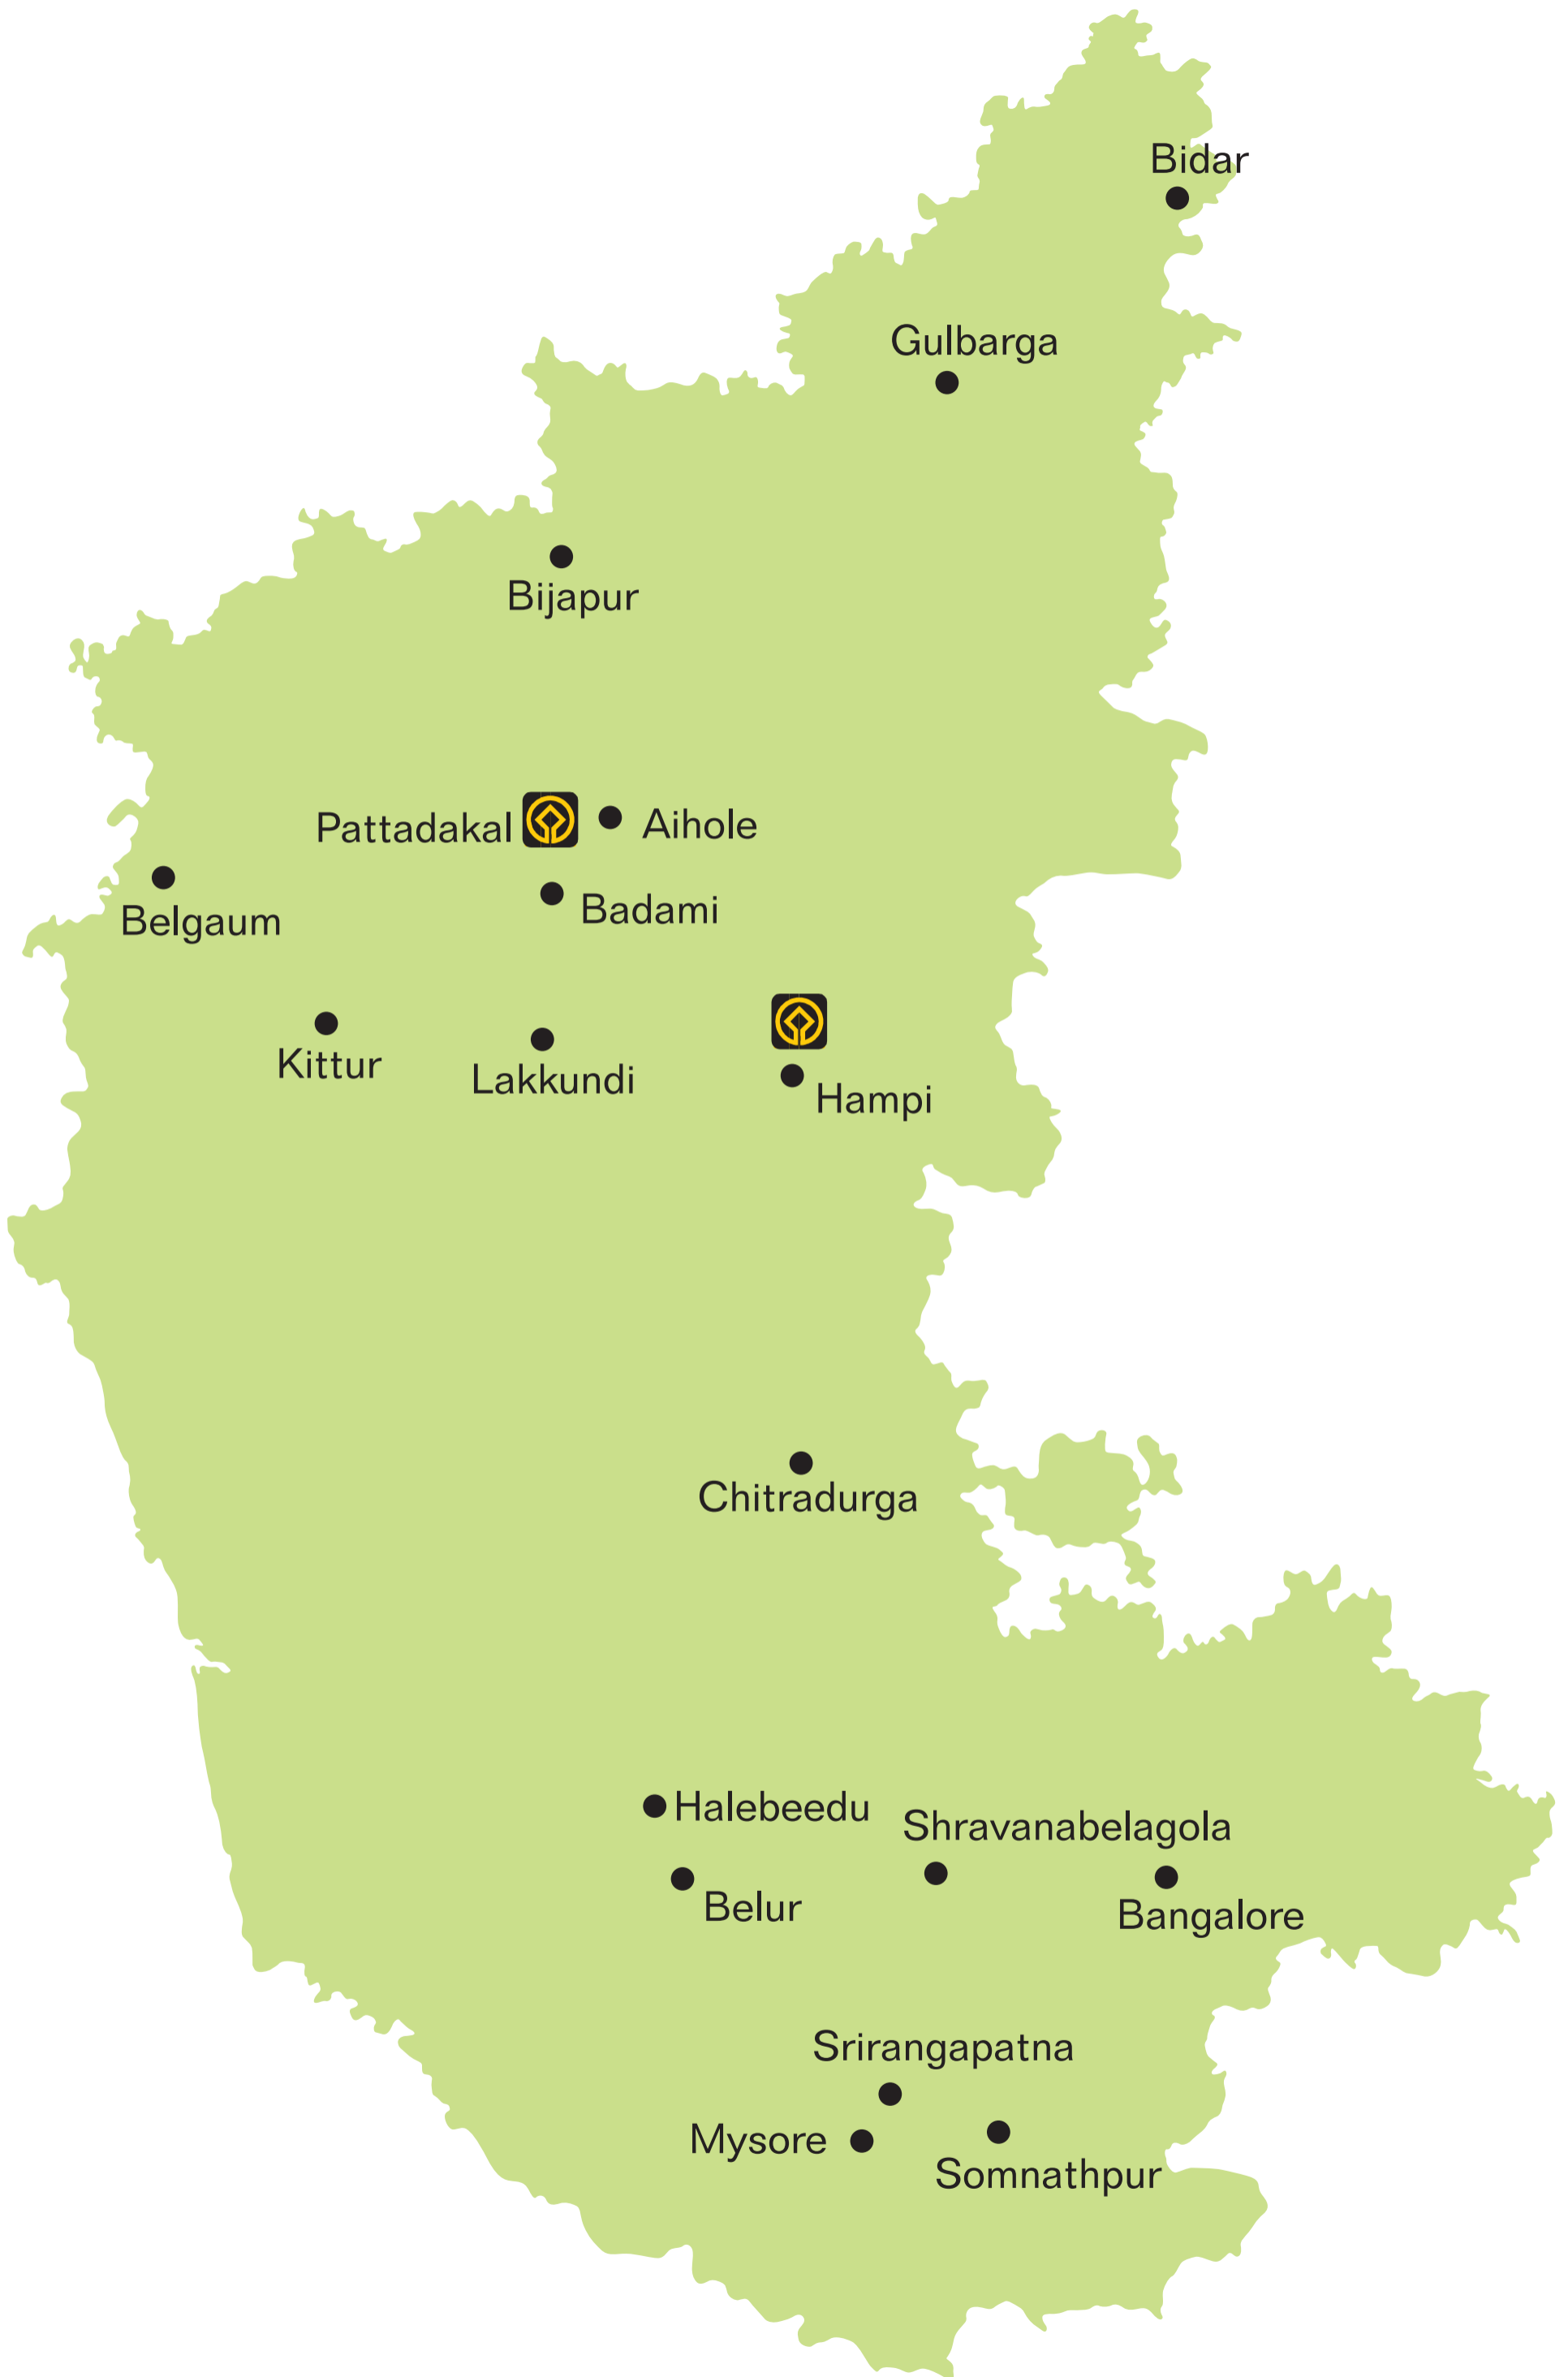 Bidar
Gulbarga
Bijapur
Pattadakal
Aihole
Badami
Belgaum
Kittur
Lakkundi
Hampi
Chitradurga
Halebeedu
Shravanabelagola
Belur
Bangalore
Srirangapatna
Mysore
Somnathpur